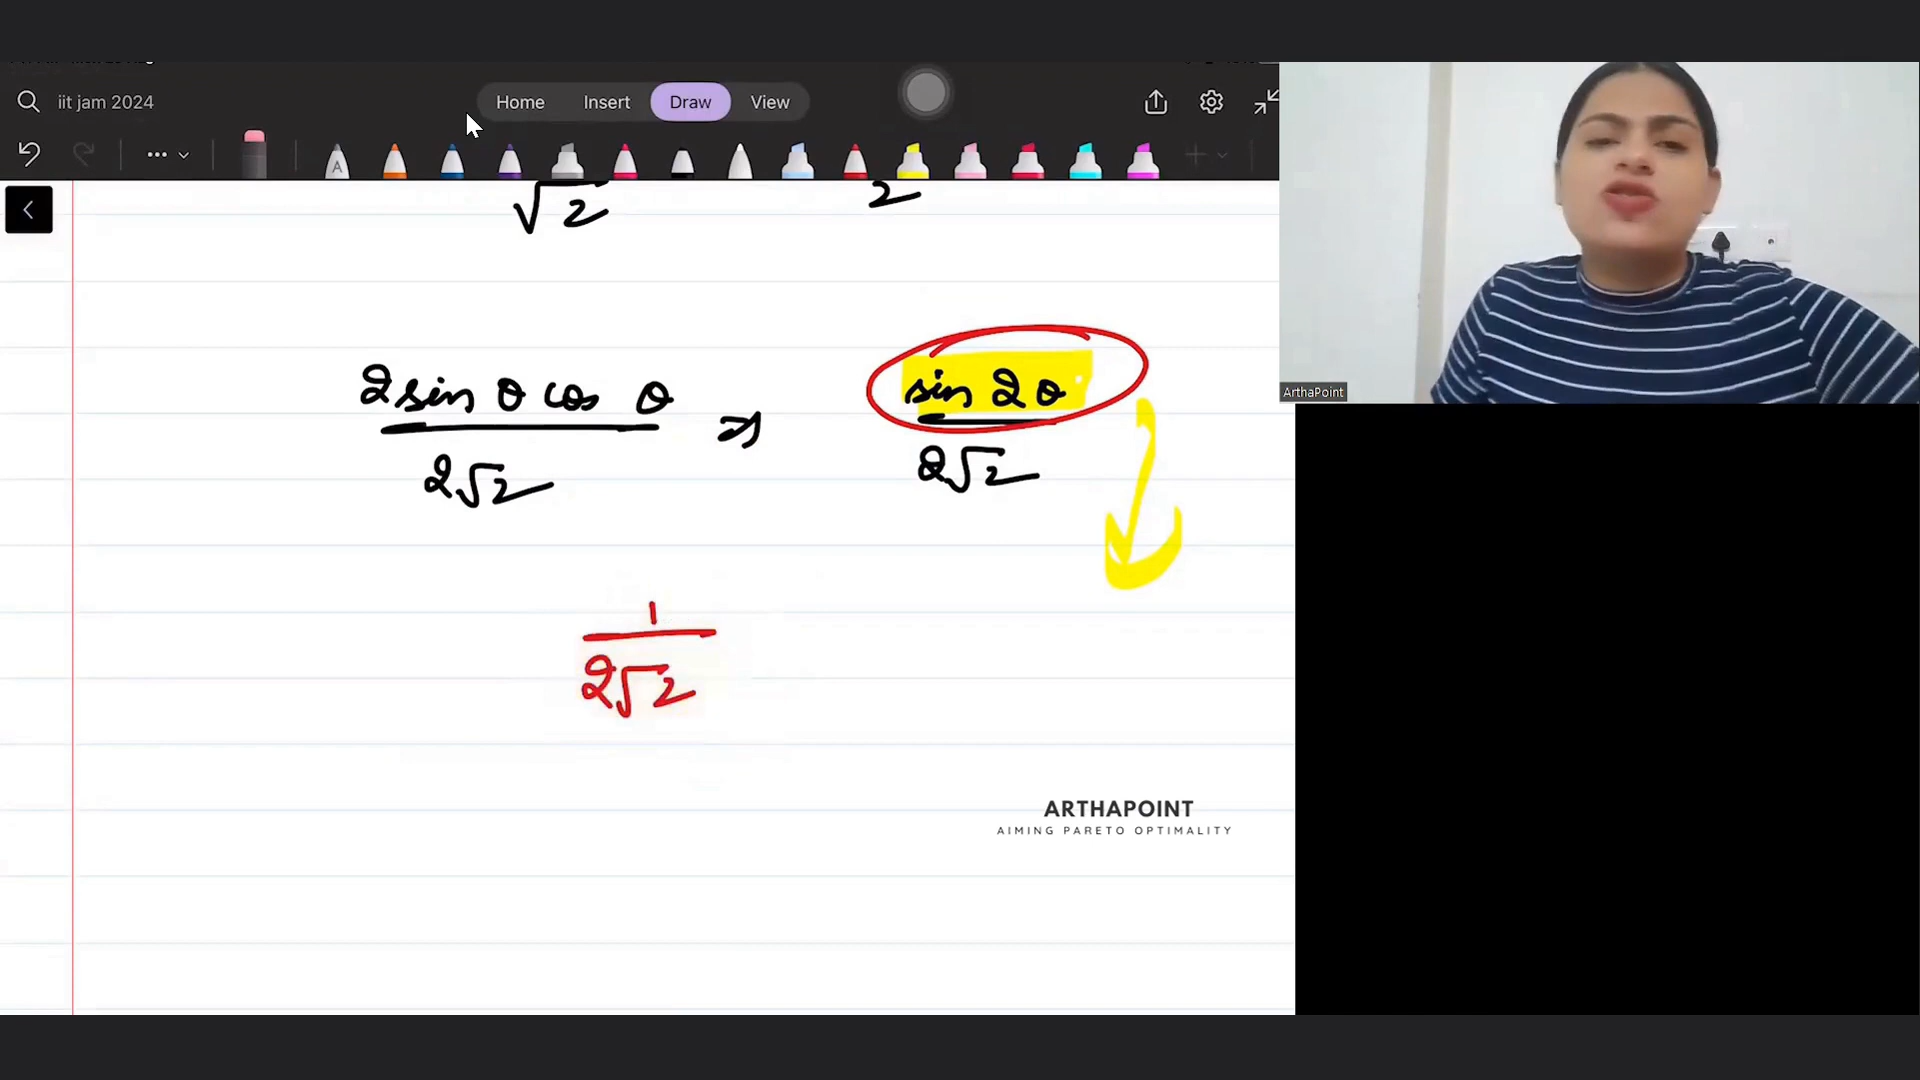 iit jam 2024
Home Insert Draw View
A
√2 2
2 sin θ cos θ / 2√2 ⇒ sin 2θ / 2√2
1 / 2√2
ARTHAPOINT
AIMING PARETO OPTIMALITY
ArthaPoint